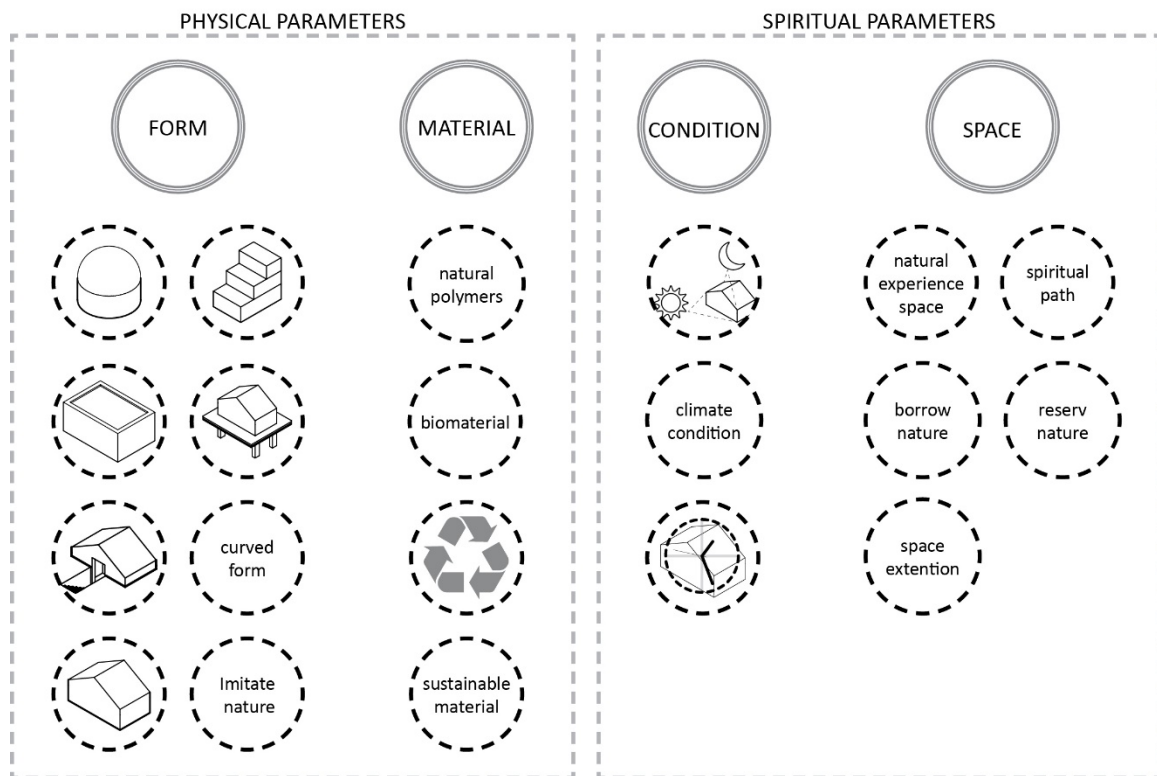 PHYSICAL PARAMETERS
SPIRITUAL PARAMETERS
FORM
MATERIAL
CONDITION
SPACE
natural
polymers
natural
experience
space
spiritual
path
biomaterial
climate
condition
borrow
nature
reserv
nature
curved
form
space
extention
Imitate
nature
sustainable
material